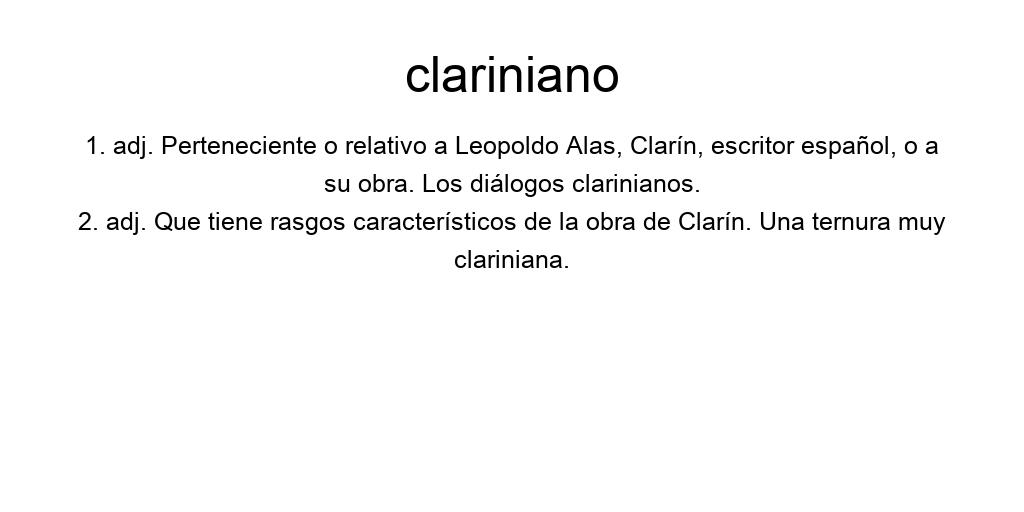 clariniano
1. adj. Perteneciente o relativo a Leopoldo Alas, Clarín, escritor español, o a
su obra. Los diálogos clarinianos.
2. adj. Que tiene rasgos característicos de la obra de Clarín. Una ternura muy
clariniana.